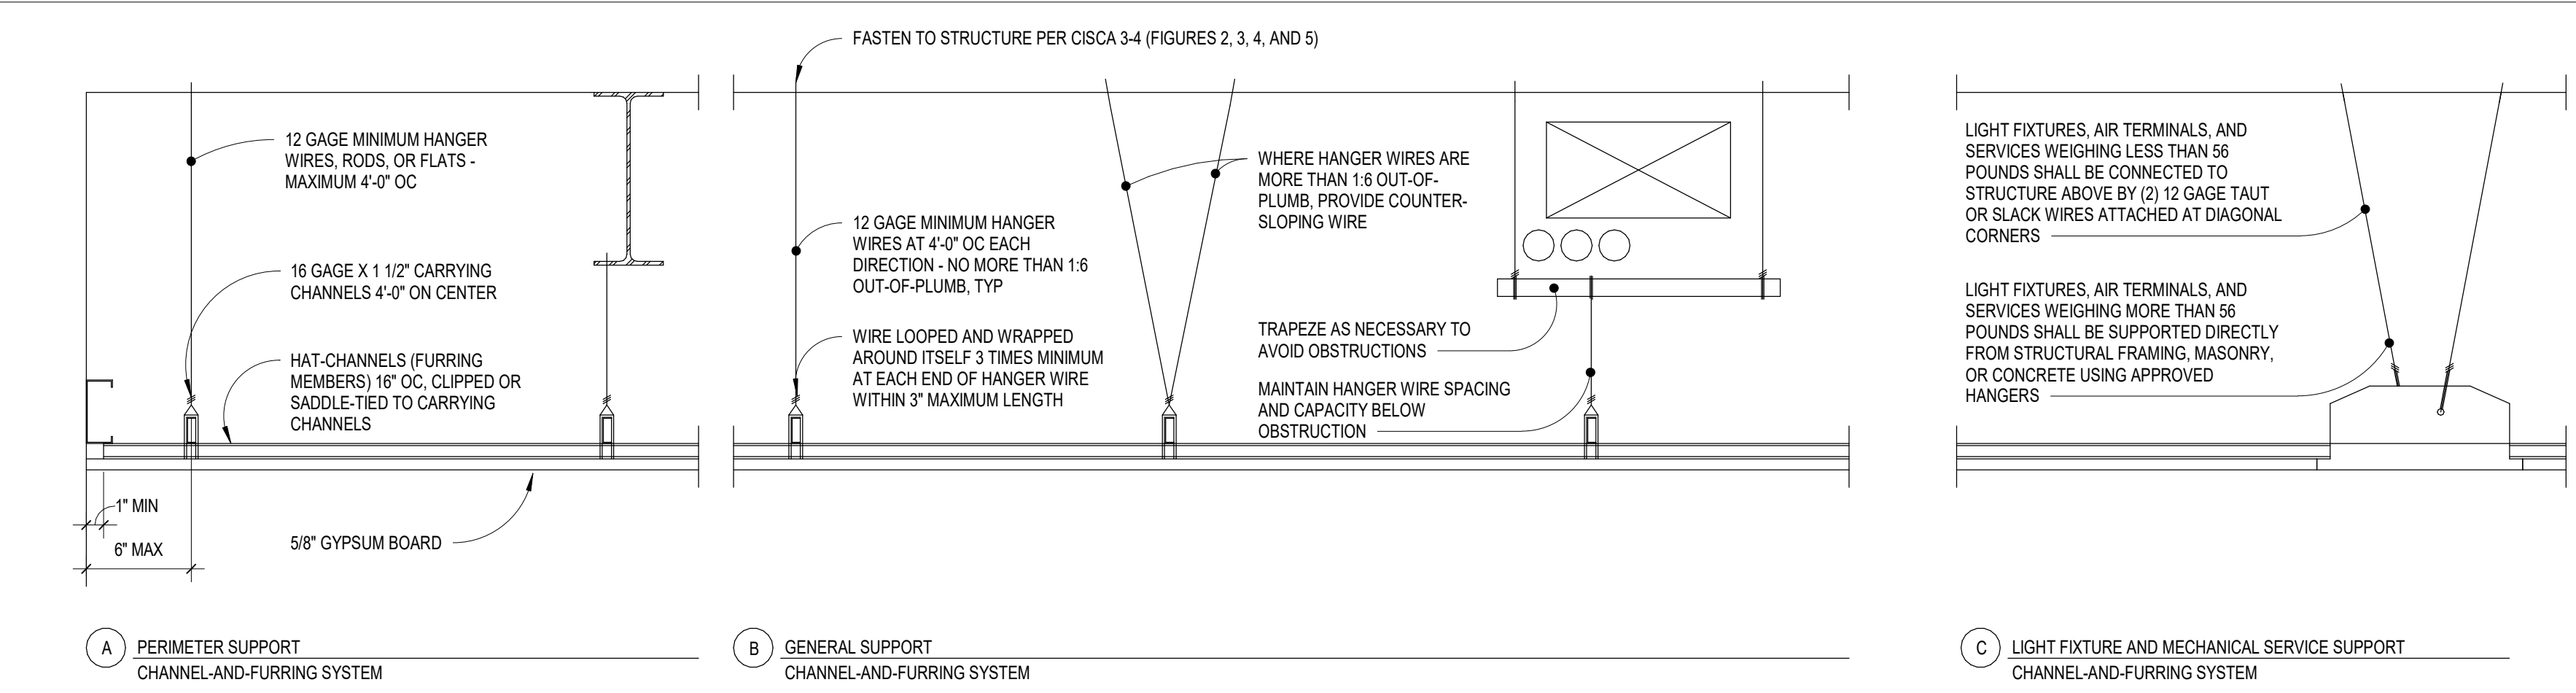 FASTEN TO STRUCTURE PER CISCA 3-4 (FIGURES 2, 3, 4, AND 5)
12 GAGE MINIMUM HANGER
WIRES, RODS, OR FLATS -
MAXIMUM 4'-0" OC
16 GAGE X 1 1/2" CARRYING
CHANNELS 4'-0" ON CENTER
HAT-CHANNELS (FURRING
MEMBERS) 16" OC, CLIPPED OR
SADDLE-TIED TO CARRYING
CHANNELS
1" MIN
6" MAX
5/8" GYPSUM BOARD
12 GAGE MINIMUM HANGER
WIRES AT 4'-0" OC EACH
DIRECTION - NO MORE THAN 1:6
OUT-OF-PLUMB, TYP
WIRE LOOPED AND WRAPPED
AROUND ITSELF 3 TIMES MINIMUM
AT EACH END OF HANGER WIRE
WITHIN 3" MAXIMUM LENGTH
WHERE HANGER WIRES ARE
MORE THAN 1:6 OUT-OF-
PLUMB, PROVIDE COUNTER-
SLOPING WIRE
TRAPEZE AS NECESSARY TO
AVOID OBSTRUCTIONS
MAINTAIN HANGER WIRE SPACING
AND CAPACITY BELOW
OBSTRUCTION
LIGHT FIXTURES, AIR TERMINALS, AND
SERVICES WEIGHING LESS THAN 56
POUNDS SHALL BE CONNECTED TO
STRUCTURE ABOVE BY (2) 12 GAGE TAUT
OR SLACK WIRES ATTACHED AT DIAGONAL
CORNERS
LIGHT FIXTURES, AIR TERMINALS, AND
SERVICES WEIGHING MORE THAN 56
POUNDS SHALL BE SUPPORTED DIRECTLY
FROM STRUCTURAL FRAMING, MASONRY,
OR CONCRETE USING APPROVED
HANGERS
A PERIMETER SUPPORT
CHANNEL-AND-FURRING SYSTEM
B GENERAL SUPPORT
CHANNEL-AND-FURRING SYSTEM
C LIGHT FIXTURE AND MECHANICAL SERVICE SUPPORT
CHANNEL-AND-FURRING SYSTEM